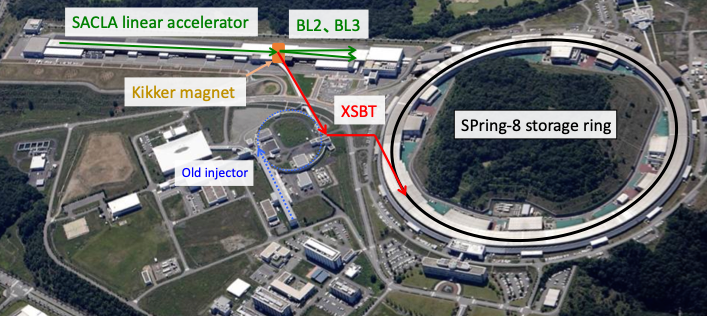 SACLA linear accelerator
BL2、BL3
Kikker magnet
XSBT
SPring-8 storage ring
Old injector